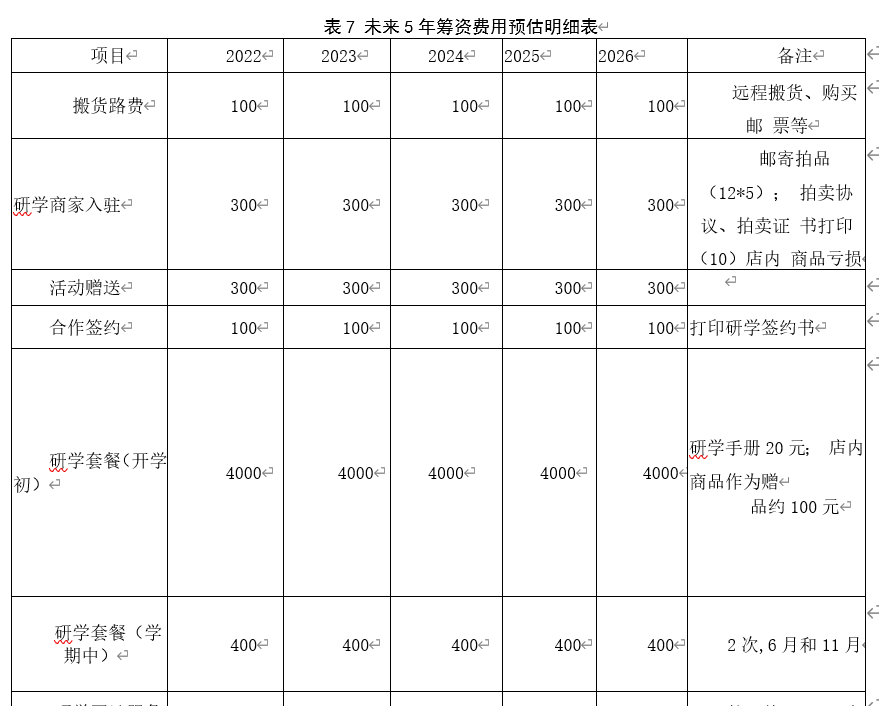 表 7 未来 5 年筹资费用预估明细表
项目 2022 2023 2024 2025 2026 备注
搬货路费 100 100 100 100 100 远程搬货、购买
邮 票等
研学商家入驻 300 300 300 300 300 邮寄拍品
（12*5）； 拍卖协
议、拍卖证 书打印
（10）店内 商品亏损
活动赠送 300 300 300 300 300
合作签约 100 100 100 100 100 打印研学签约书
研学套餐（开学
初） 4000 4000 4000 4000 4000 研学手册 20 元； 店内
商品作为赠
品约 100 元
研学套餐（学
期中） 400 400 400 400 400 2 次,6 月和 11 月